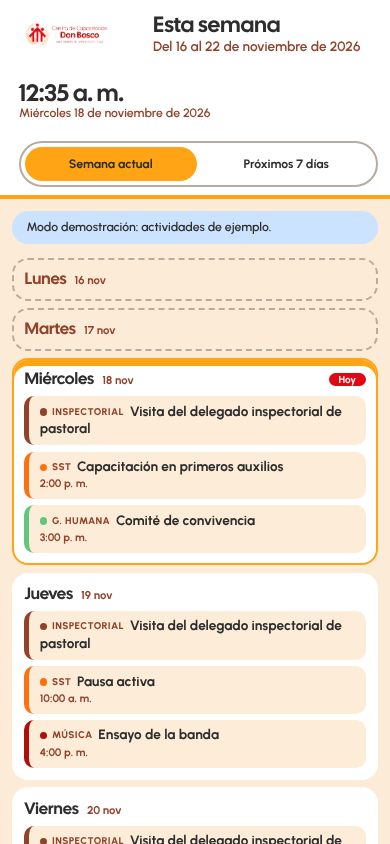 Centro de Capacitación
Don Bosco
Esta semana
Del 16 al 22 de noviembre de 2026
12:35 a. m.
Miércoles 18 de noviembre de 2026
Semana actual
Próximos 7 días
Modo demostración: actividades de ejemplo.
Lunes 16 nov
Martes 17 nov
Miércoles 18 nov
Hoy
INSPECTORIAL Visita del delegado inspectorial de
pastoral
SST Capacitación en primeros auxilios
2:00 p. m.
G. HUMANA Comité de convivencia
3:00 p. m.
Jueves 19 nov
INSPECTORIAL Visita del delegado inspectorial de
pastoral
SST Pausa activa
10:00 a. m.
MÚSICA Ensayo de la banda
4:00 p. m.
Viernes 20 nov
INSPECTORIAL Visita del delegado inspectorial de